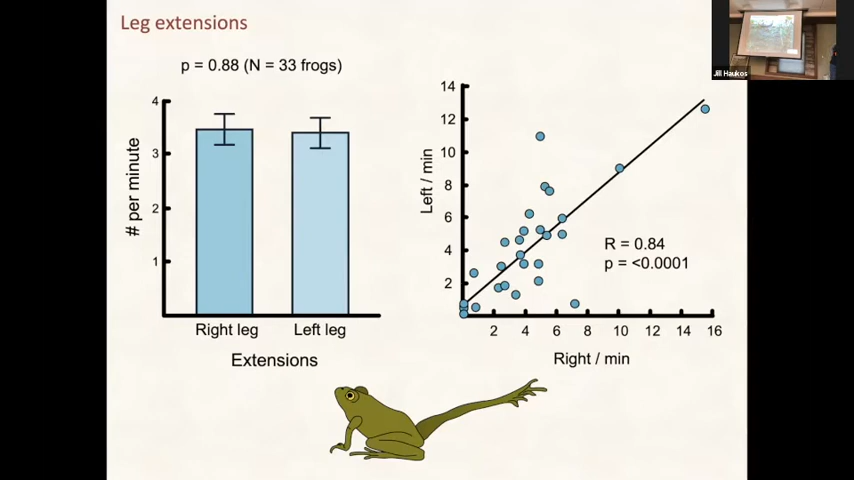 Leg extensions
p = 0.88 (N = 33 frogs)
4
3
2
1
# per minute
Right leg
Left leg
Extensions
14
12
10
8
6
4
2
Left / min
R = 0.84
p = <0.0001
2
4
6
8
10
12
14
16
Right / min
Jill Haukos